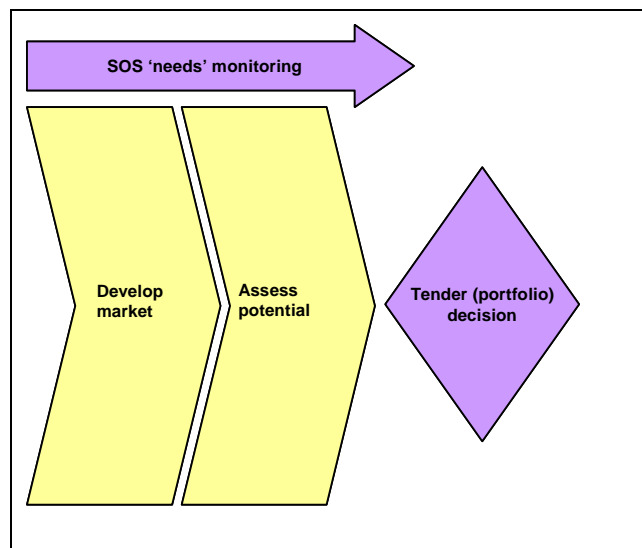 SOS ‘needs’ monitoring
Develop
market
Assess
potential
Tender (portfolio)
decision